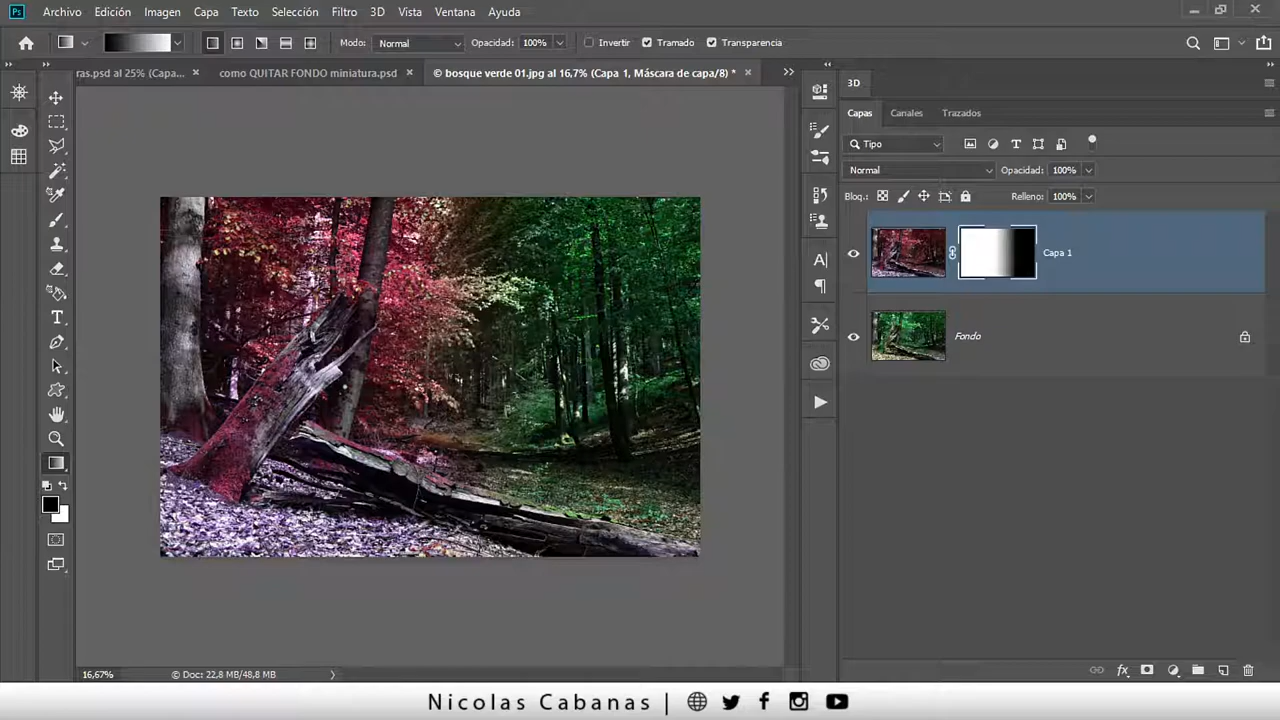 Ps Archivo Edición Imagen Capa Texto Selección Filtro 3D Vista Ventana Ayuda
Modo: Normal Opacidad: 100% Invertir Tramado Transparencia
ras.psd al 25% (Capa... × como QUITAR FONDO miniatura.psd × © bosque verde 01.jpg al 16,7% (Capa 1, Máscara de capa/8) * ×
3D
Capas Canales Trazados
Tipo
Normal Opacidad: 100%
Bloq.: Relleno: 100%
Capa 1
Fondo
16,67% © Doc: 22,8 MB/48,8 MB
Nicolas Cabanas |